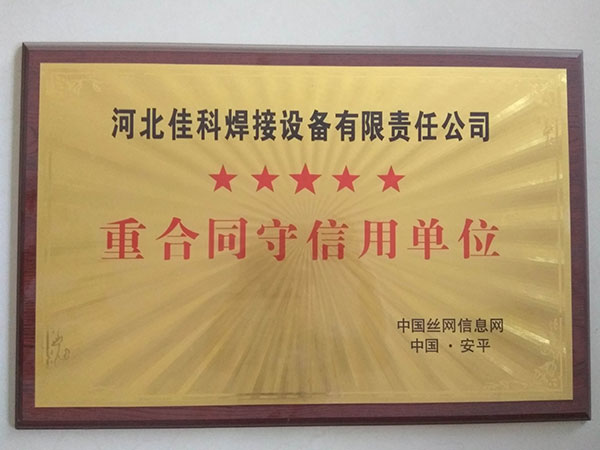 河北佳科焊接设备有限责任公司
★★★★★
重合同守信用单位
中国丝网信息网
中国·安平